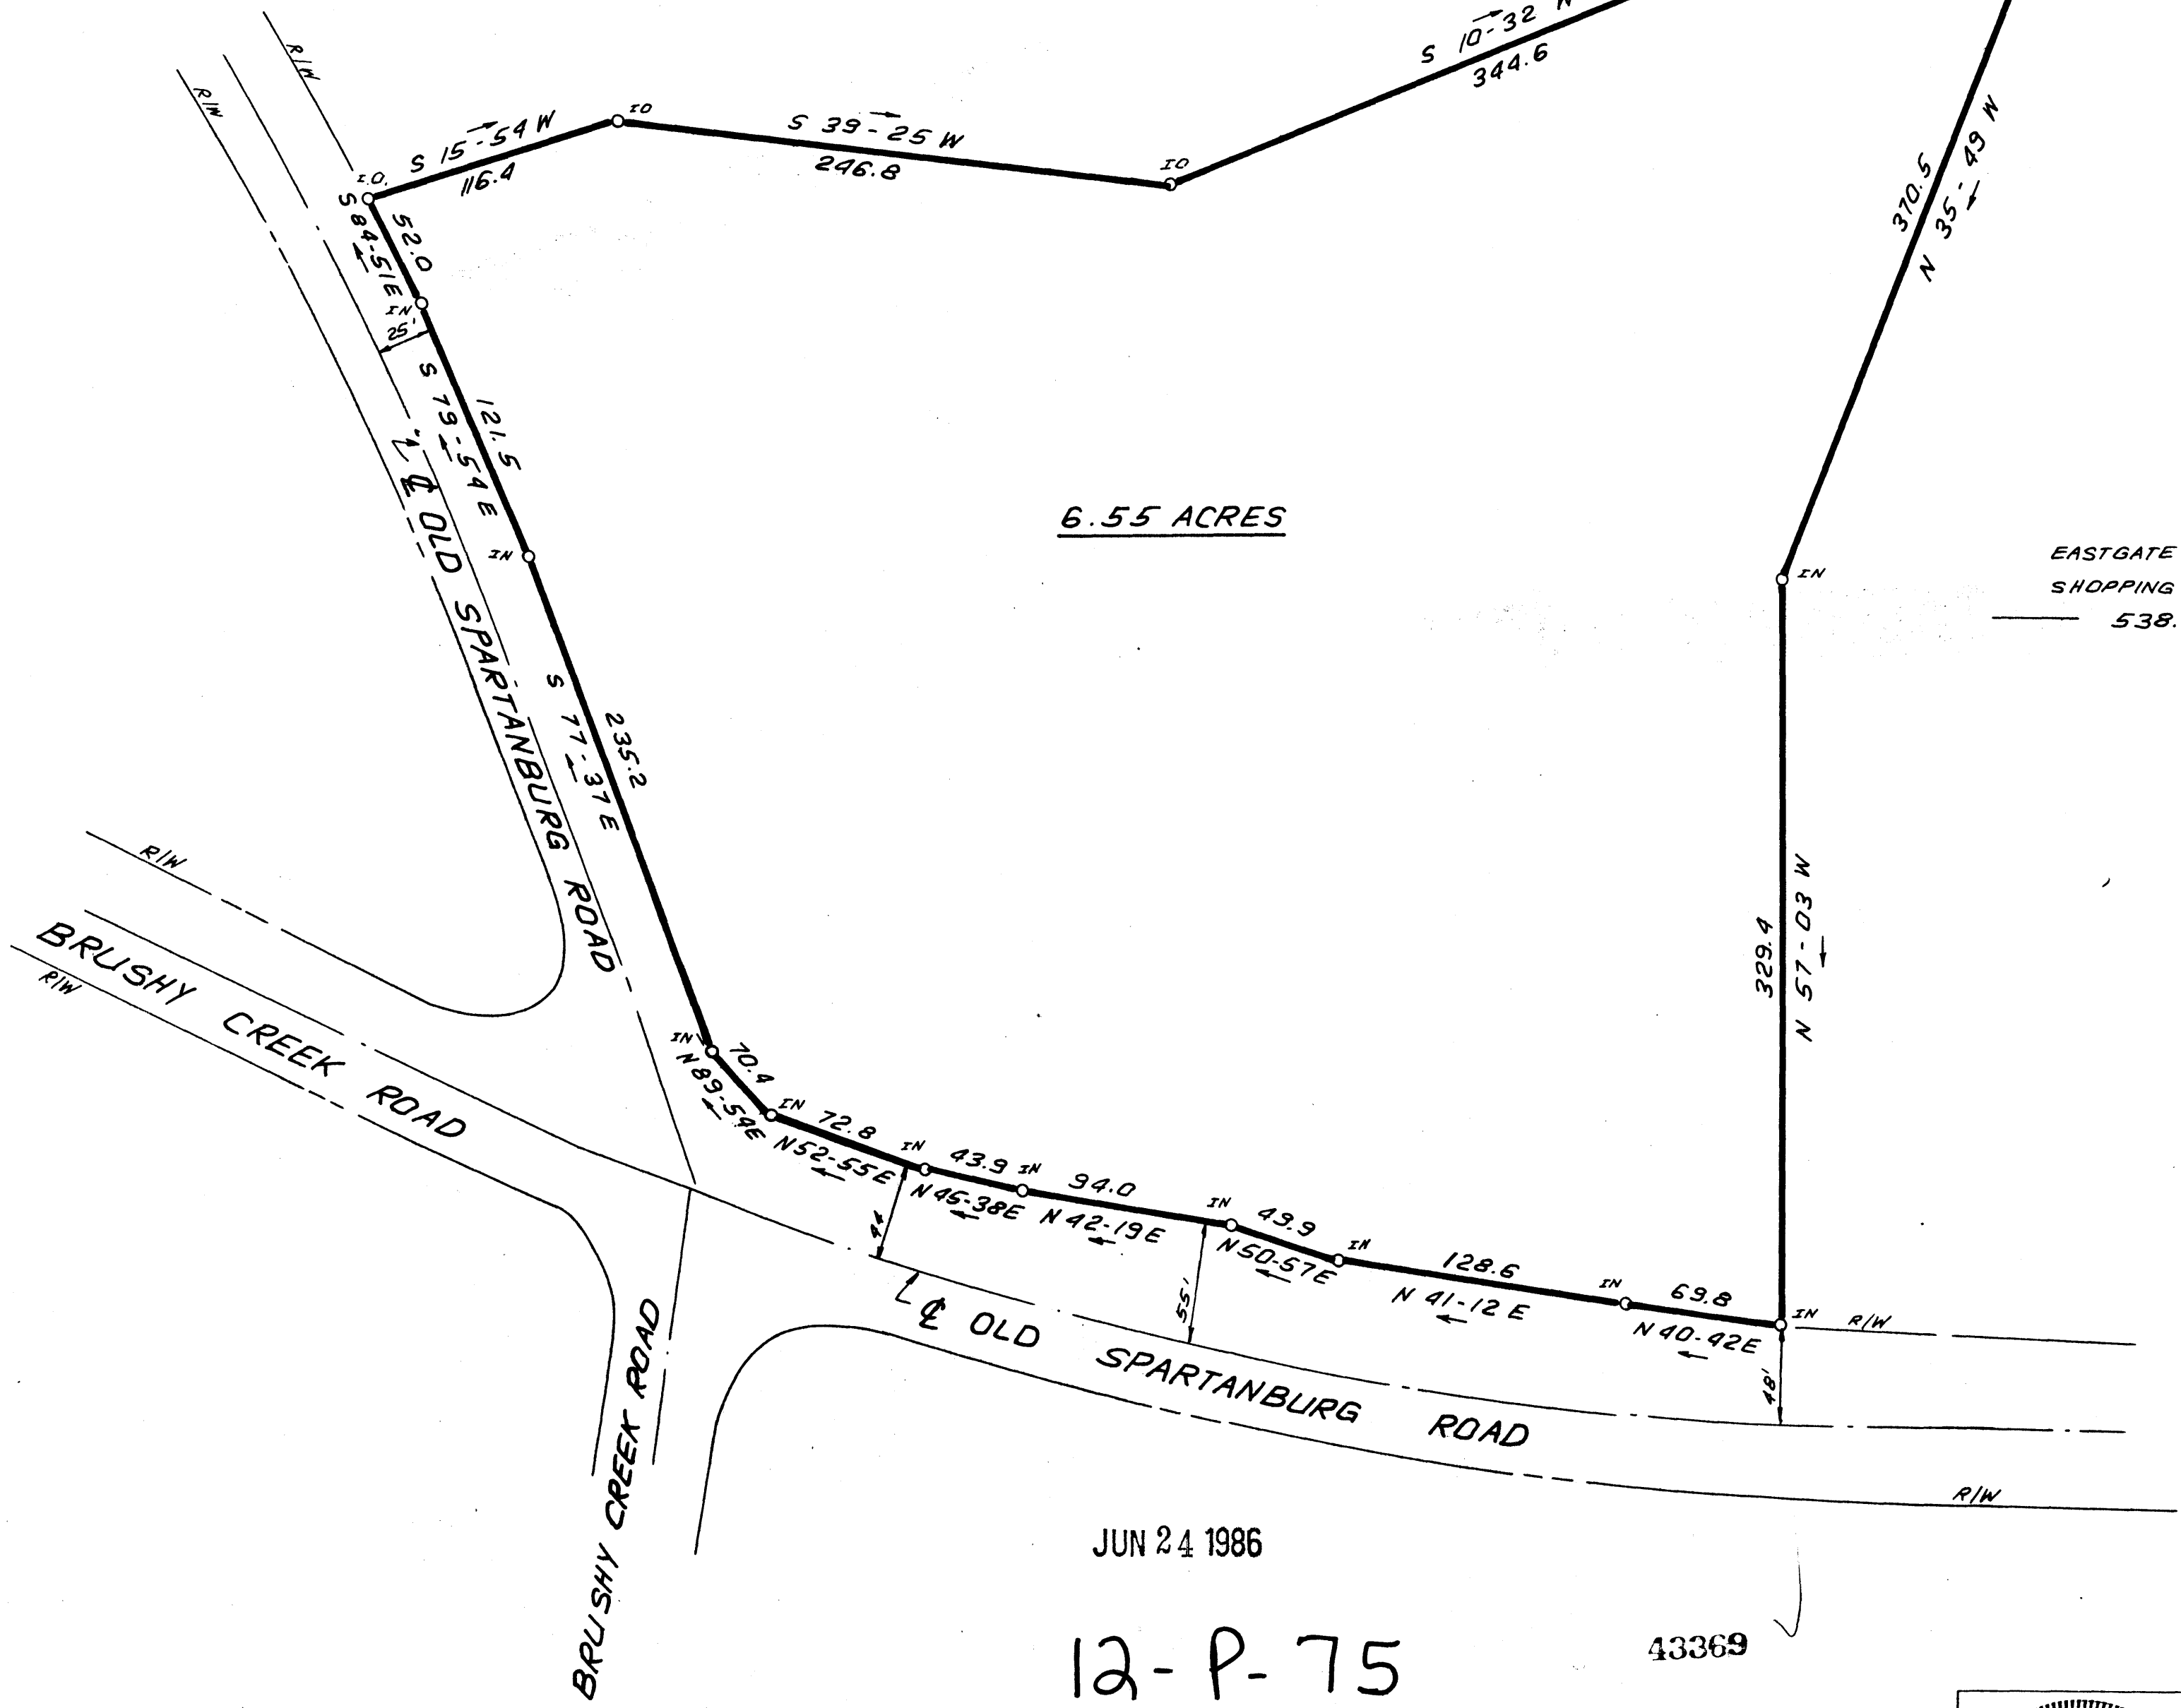 S 10-32 W
344.6
R/W
R/W
S 15-54 W
116.4
IO
S 39-25 W
246.8
IO
370.5
N 35-49 W
I.O.
52.0
S 84-51 E
IN
25'
121.5
S 79-54 E
IN
℄ OLD SPARTANBURG ROAD
6.55 ACRES
EASTGATE
SHOPPING
538.
IN
235.2
S 77-37 E
329.4
N 57-03 W
R/W
BRUSHY CREEK ROAD
R/W
IN
70.4
N 89-54 E
IN
72.8
N 52-55 E
IN
43.9
N 45-38 E
IN
94.0
N 42-19 E
IN
49.9
N 50-57 E
IN
128.6
N 41-12 E
IN
69.8
N 40-42 E
IN
R/W
44
55'
48'
℄ OLD SPARTANBURG ROAD
R/W
BRUSHY CREEK ROAD
JUN 24 1986
12-P-75
43369